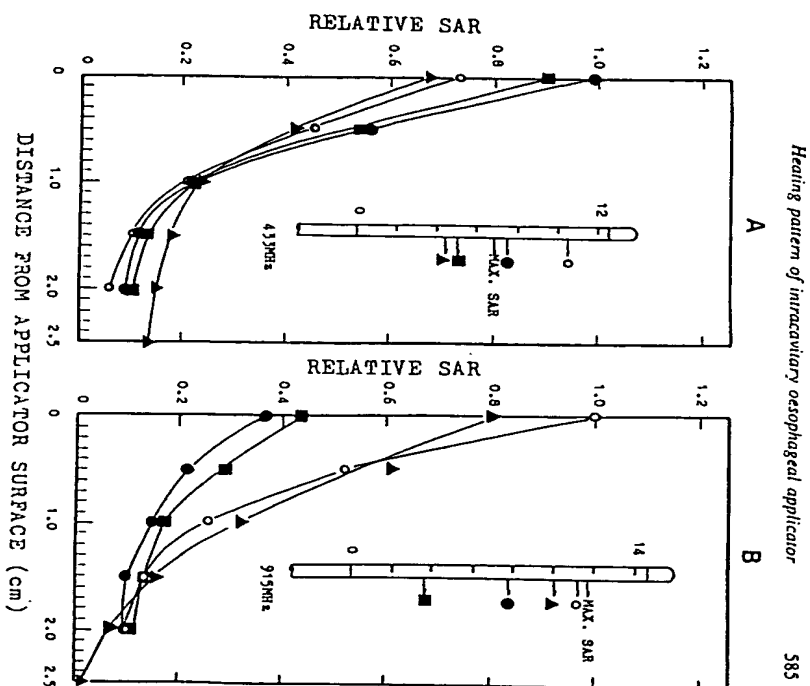 Heating pattern of intracavitary oesophageal applicator 585
A
RELATIVE SAR
0
0.2
0.4
0.6
0.8
1.0
1.2
0
1.0
2.0
2.5
0
12
MAX. SAR
433MHz
B
RELATIVE SAR
0
0.2
0.4
0.6
0.8
1.0
1.2
0
1.0
2.0
2.5
0
14
MAX. SAR
915MHz
DISTANCE FROM APPLICATOR SURFACE (cm)